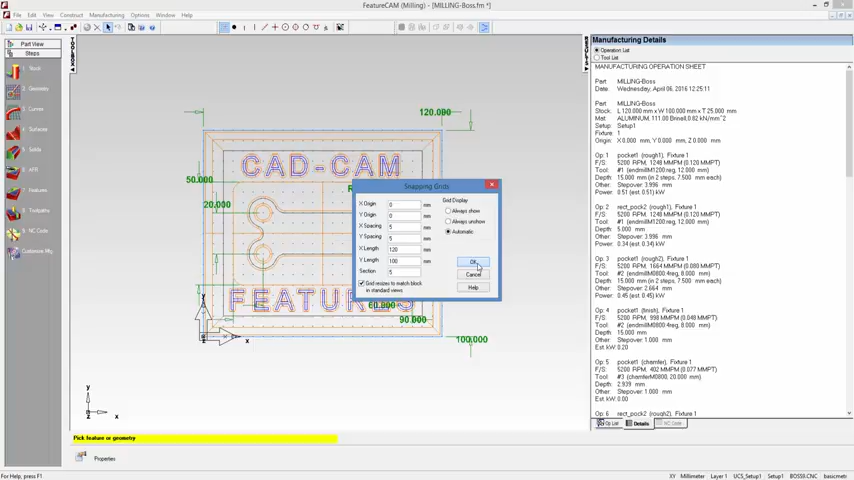 FeatureCAM (Milling) - [MILLING-Boss.fm *]
File Edit View Construct Manufacturing Options Window Help
Part View
Steps
1 Stock
2 Geometry
3 Curves
4 Surfaces
5 Solids
6 AFR
7 Features
8 Toolpaths
9 NC Code
Customize Mfg.
TOOLBOX
RESULTS
120.000
CAD-CAM
50.000
20.000
FEATURES
60.000
90.000
100.000
y
z
x
y
z
x
Snapping Grids
X Origin 0 mm
Y Origin 0 mm
X Spacing 5 mm
Y Spacing 5 mm
X Length 120 mm
Y Length 100 mm
Section 5
Grid resizes to match block
in standard views
Grid Display
Always show
Always unshow
Automatic
OK
Cancel
Help
Pick feature or geometry
Properties
Manufacturing Details
Operation List
Tool List
MANUFACTURING OPERATION SHEET
Part MILLING-Boss
Date: Wednesday, April 06, 2016 12:25:11
Part: MILLING-Boss
Stock: L 120.000 mm x W 100.000 mm x T 25.000 mm
Mat: ALUMINUM, 111.00 Brinell,0.82 kN/mm^2
Setup: Setup1
Fixture: 1
Origin: X 0.000 mm, Y 0.000 mm, Z 0.000 mm
Op: 1 pocket1 (rough1), Fixture 1
F/S: 5200 RPM, 1248 MMPM (0.120 MMPT)
Tool: #1 (endmillM1200:reg, 12.000 mm)
Depth: 15.000 mm (in 2 steps, 7.500 mm each)
Other: Stepover: 3.996 mm
Est. kW: 0.51 (est.kW: 0.51)
Op: 2 rect_pock2 (rough1), Fixture 1
F/S: 5200 RPM, 1248 MMPM (0.120 MMPT)
Tool: #1 (endmillM1200:reg, 12.000 mm)
Depth: 5.000 mm
Other: Stepover: 3.996 mm
Est. kW: 0.34 (est.kW: 0.34)
Op: 3 pocket1 (rough2), Fixture 1
F/S: 5200 RPM, 1664 MMPM (0.120 MMPT)
Tool: #2 (endmillM0800:4reg, 8.000 mm)
Depth: 15.000 mm (in 2 steps, 7.500 mm each)
Other: Stepover: 2.664 mm
Est. kW: 0.45 (est.kW: 0.45)
Op: 4 pocket1 (finish), Fixture 1
F/S: 5200 RPM, 998 MMPM (0.048 MMPT)
Tool: #2 (endmillM0800:4reg, 8.000 mm)
Depth: 15.000 mm
Other: Stepover: 1.000 mm
Est. kW: 0.20
Op: 5 pocket1 (chamfer), Fixture 1
F/S: 5200 RPM, 402 MMPM (0.077 MMPT)
Tool: #3 (chamferM0800, 20.000 mm)
Depth: 2.939 mm
Other: Stepover: 1.000 mm
Est. kW: 0.00
Op: 6 rect_pock2 (rough2), Fixture 1
Op List Details NC Code
For Help, press F1.
XY Millimeter Layer 1 UCS_Setup1 Setup1 BOSS9.CNC basicmetric